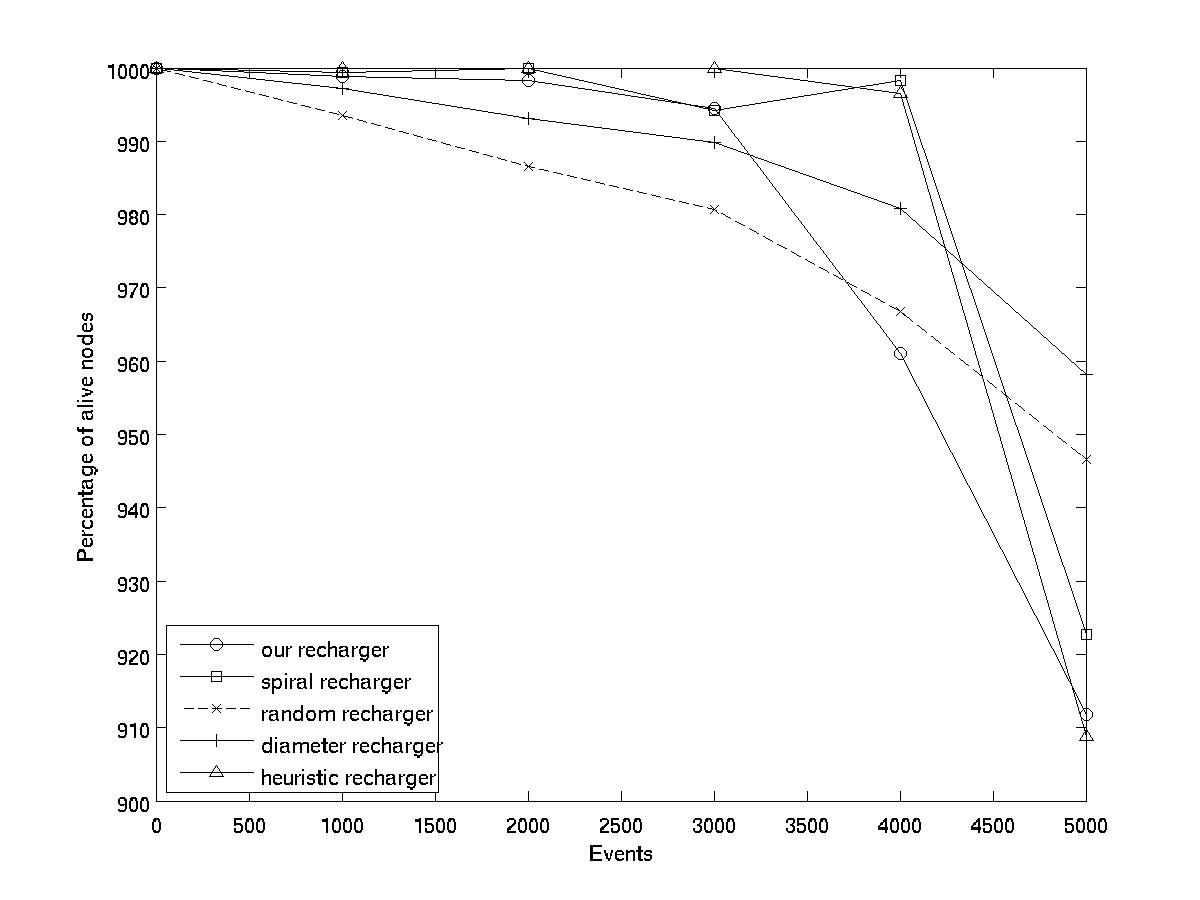 1000
990
980
970
960
950
940
930
920
910
900
Percentage of alive nodes
our recharger
spiral recharger
random recharger
diameter recharger
heuristic recharger
0 500 1000 1500 2000 2500 3000 3500 4000 4500 5000
Events